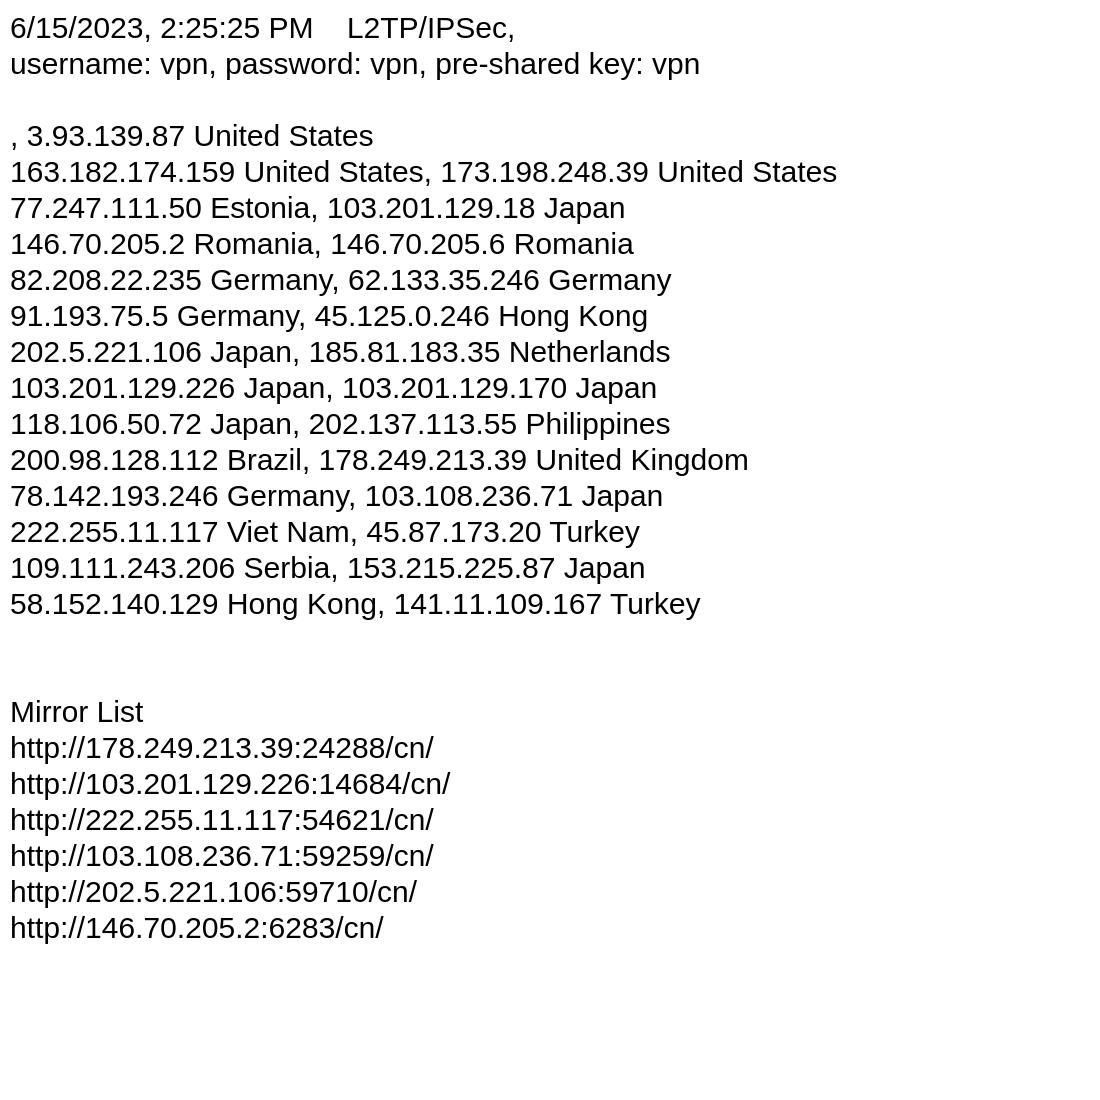 6/15/2023, 2:25:25 PM    L2TP/IPSec,
username: vpn, password: vpn, pre-shared key: vpn
, 3.93.139.87 United States
163.182.174.159 United States, 173.198.248.39 United States
77.247.111.50 Estonia, 103.201.129.18 Japan
146.70.205.2 Romania, 146.70.205.6 Romania
82.208.22.235 Germany, 62.133.35.246 Germany
91.193.75.5 Germany, 45.125.0.246 Hong Kong
202.5.221.106 Japan, 185.81.183.35 Netherlands
103.201.129.226 Japan, 103.201.129.170 Japan
118.106.50.72 Japan, 202.137.113.55 Philippines
200.98.128.112 Brazil, 178.249.213.39 United Kingdom
78.142.193.246 Germany, 103.108.236.71 Japan
222.255.11.117 Viet Nam, 45.87.173.20 Turkey
109.111.243.206 Serbia, 153.215.225.87 Japan
58.152.140.129 Hong Kong, 141.11.109.167 Turkey
Mirror List
http://178.249.213.39:24288/cn/
http://103.201.129.226:14684/cn/
http://222.255.11.117:54621/cn/
http://103.108.236.71:59259/cn/
http://202.5.221.106:59710/cn/
http://146.70.205.2:6283/cn/